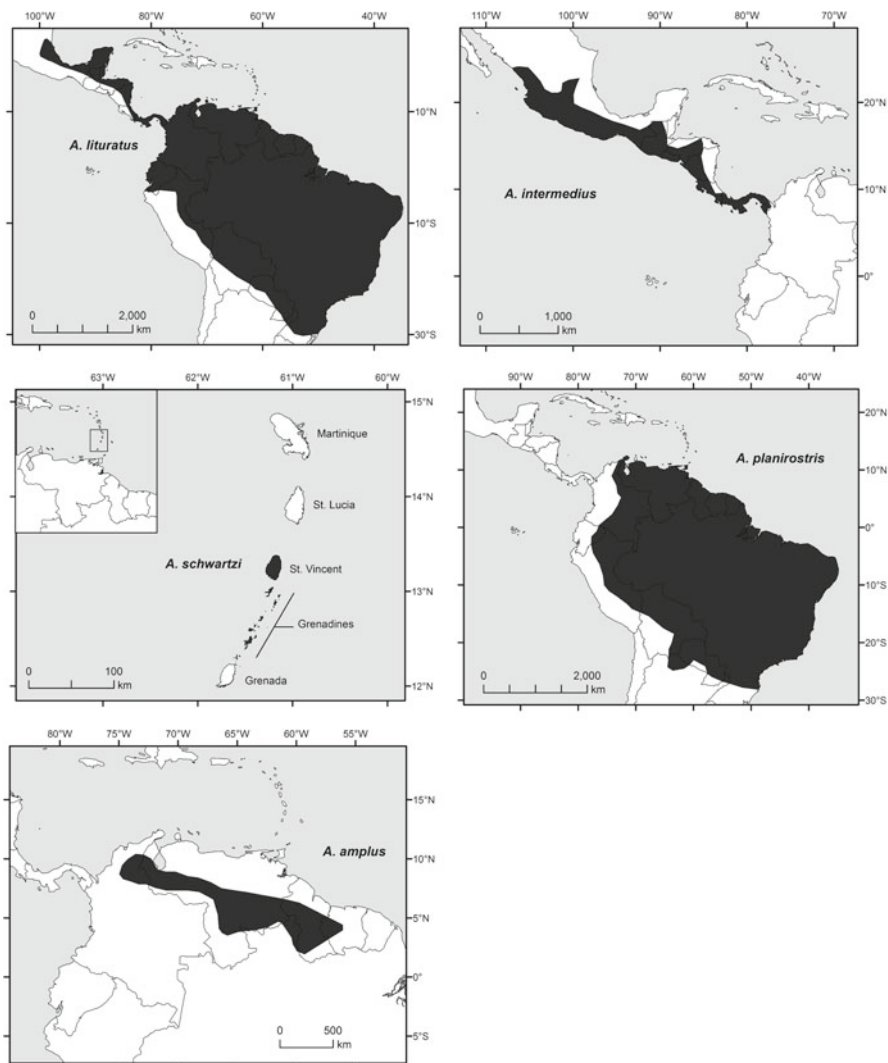 100°W 80°W 60°W 40°W
10°N
A. lituratus
10°S
0 2,000
km
30°S
110°W 100°W 90°W 80°W 70°W
20°N
A. intermedius
10°N
0°
0 1,000
km
63°W 62°W 61°W 60°W
15°N
Martinique
14°N
St. Lucia
A. schwartzi
St. Vincent
13°N
Grenadines
0 100
km
Grenada
12°N
90°W 80°W 70°W 60°W 50°W 40°W
20°N
A. planirostris
10°N
0°
10°S
20°S
0 2,000
km
30°S
80°W 75°W 70°W 65°W 60°W 55°W
15°N
A. amplus
10°N
5°N
0°
0 500
km
5°S